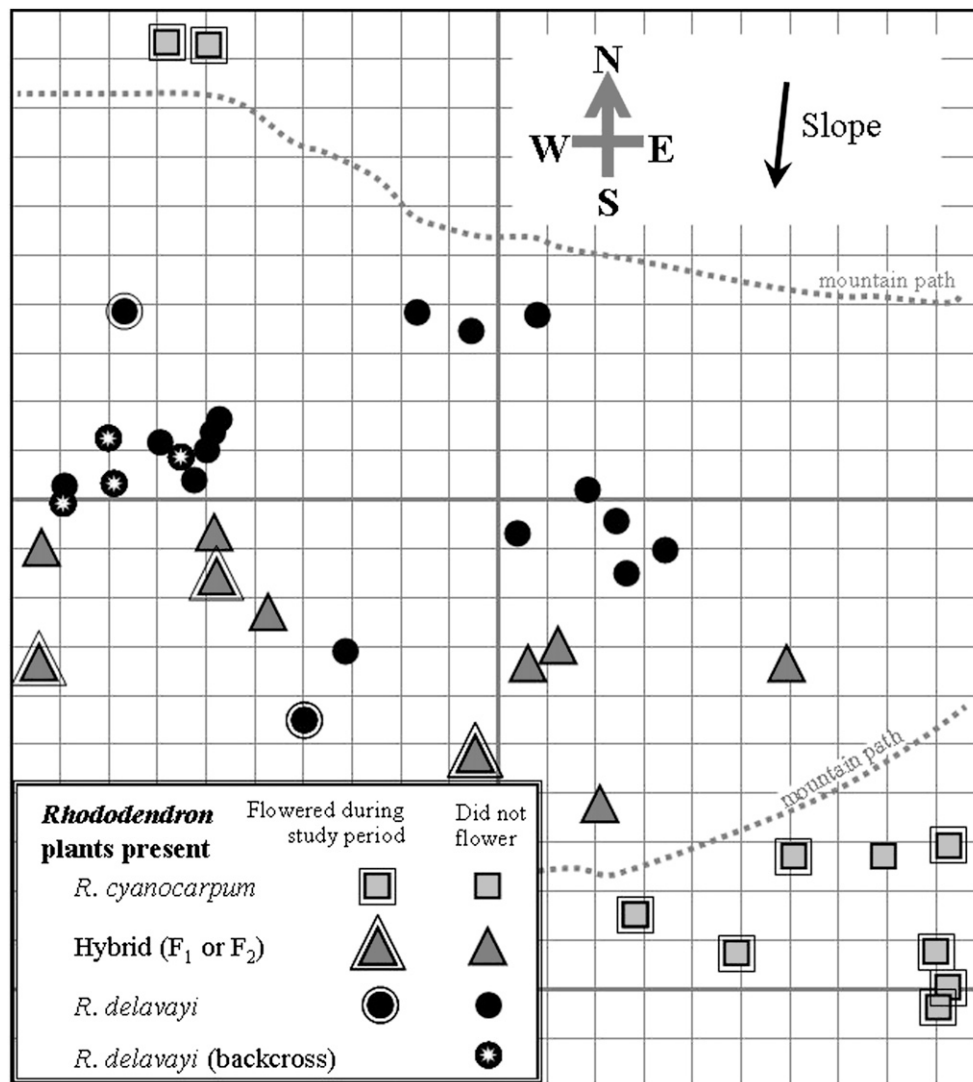 N
W E
S
Slope
mountain path
mountain path
Rhododendron
plants present
Flowered during
study period
Did not
flower
R. cyanocarpum
Hybrid (F1 or F2)
R. delavayi
R. delavayi (backcross)